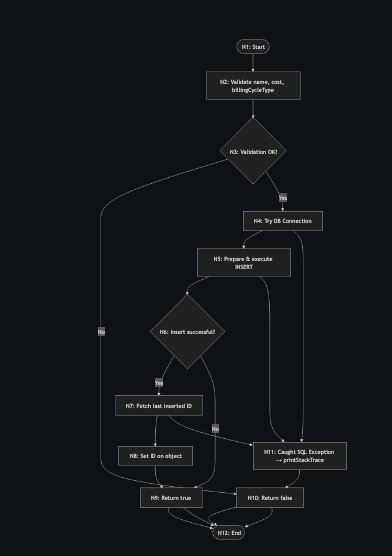 N1: Start
N2: Validate name, cost,
billingCycleType
N3: Validation OK?
Yes
N4: Try DB Connection
N5: Prepare & execute
INSERT
No
N6: Insert successful?
Yes
N7: Fetch last inserted ID
No
N8: Set ID on object
N11: Caught SQL Exception
→ printStackTrace
N9: Return true
N10: Return false
N12: End